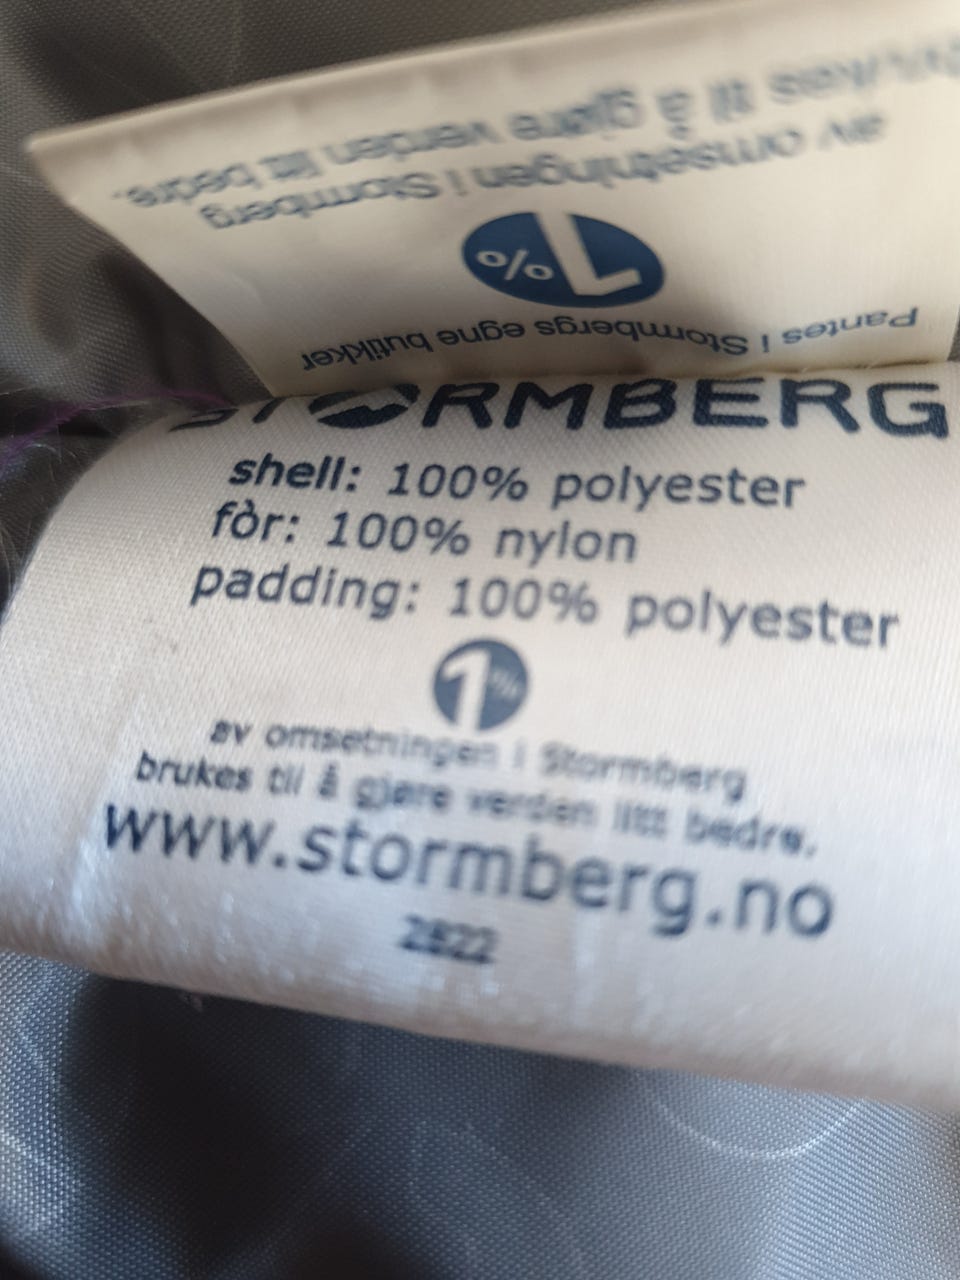 Pantes i Stormbergs egne butikker
1%
av omsetningen i Stormberg
brukes til å gjøre verden litt bedre.
STORMBERG
shell: 100% polyester
fòr: 100% nylon
padding: 100% polyester
1%
av omsetningen i Stormberg
brukes til å gjøre verden litt bedre.
www.stormberg.no
2822